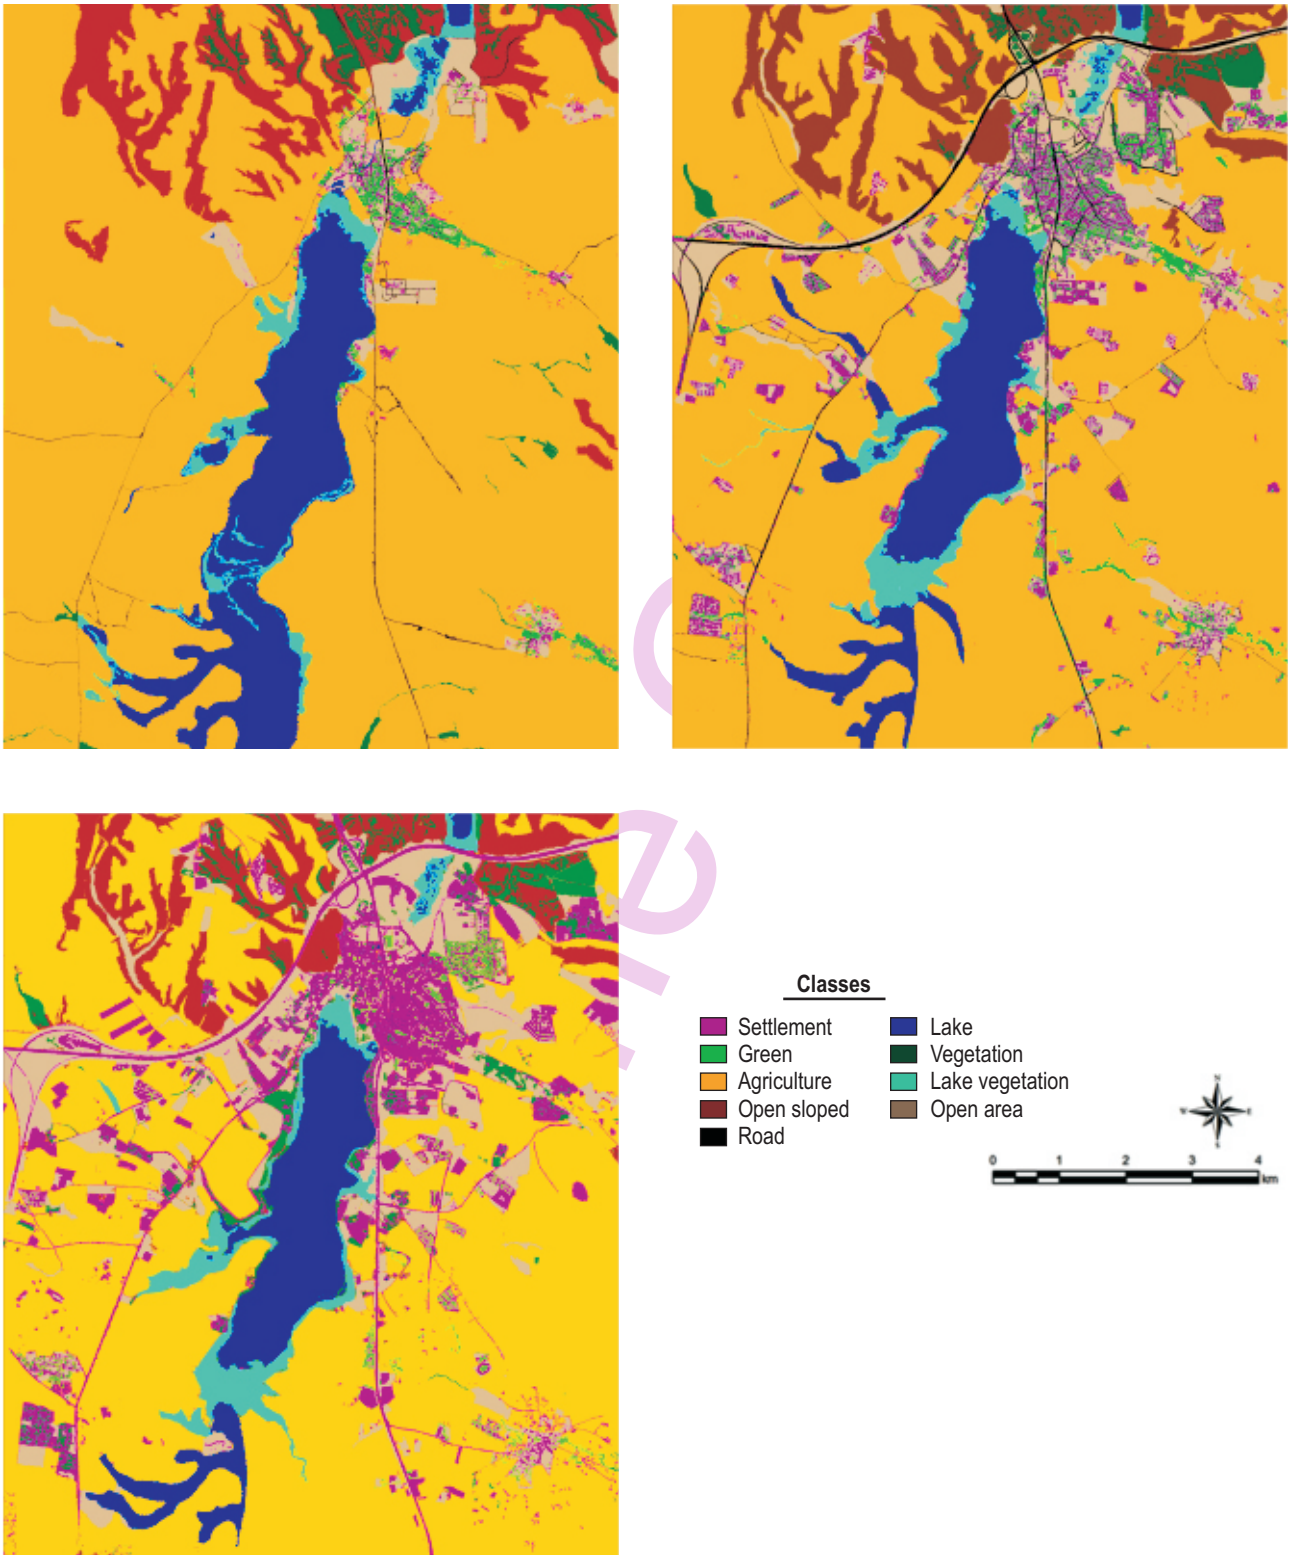 Classes
Settlement
Green
Agriculture
Open sloped
Road
Lake
Vegetation
Lake vegetation
Open area
N
W E
S
0 1 2 3 4
km
ne